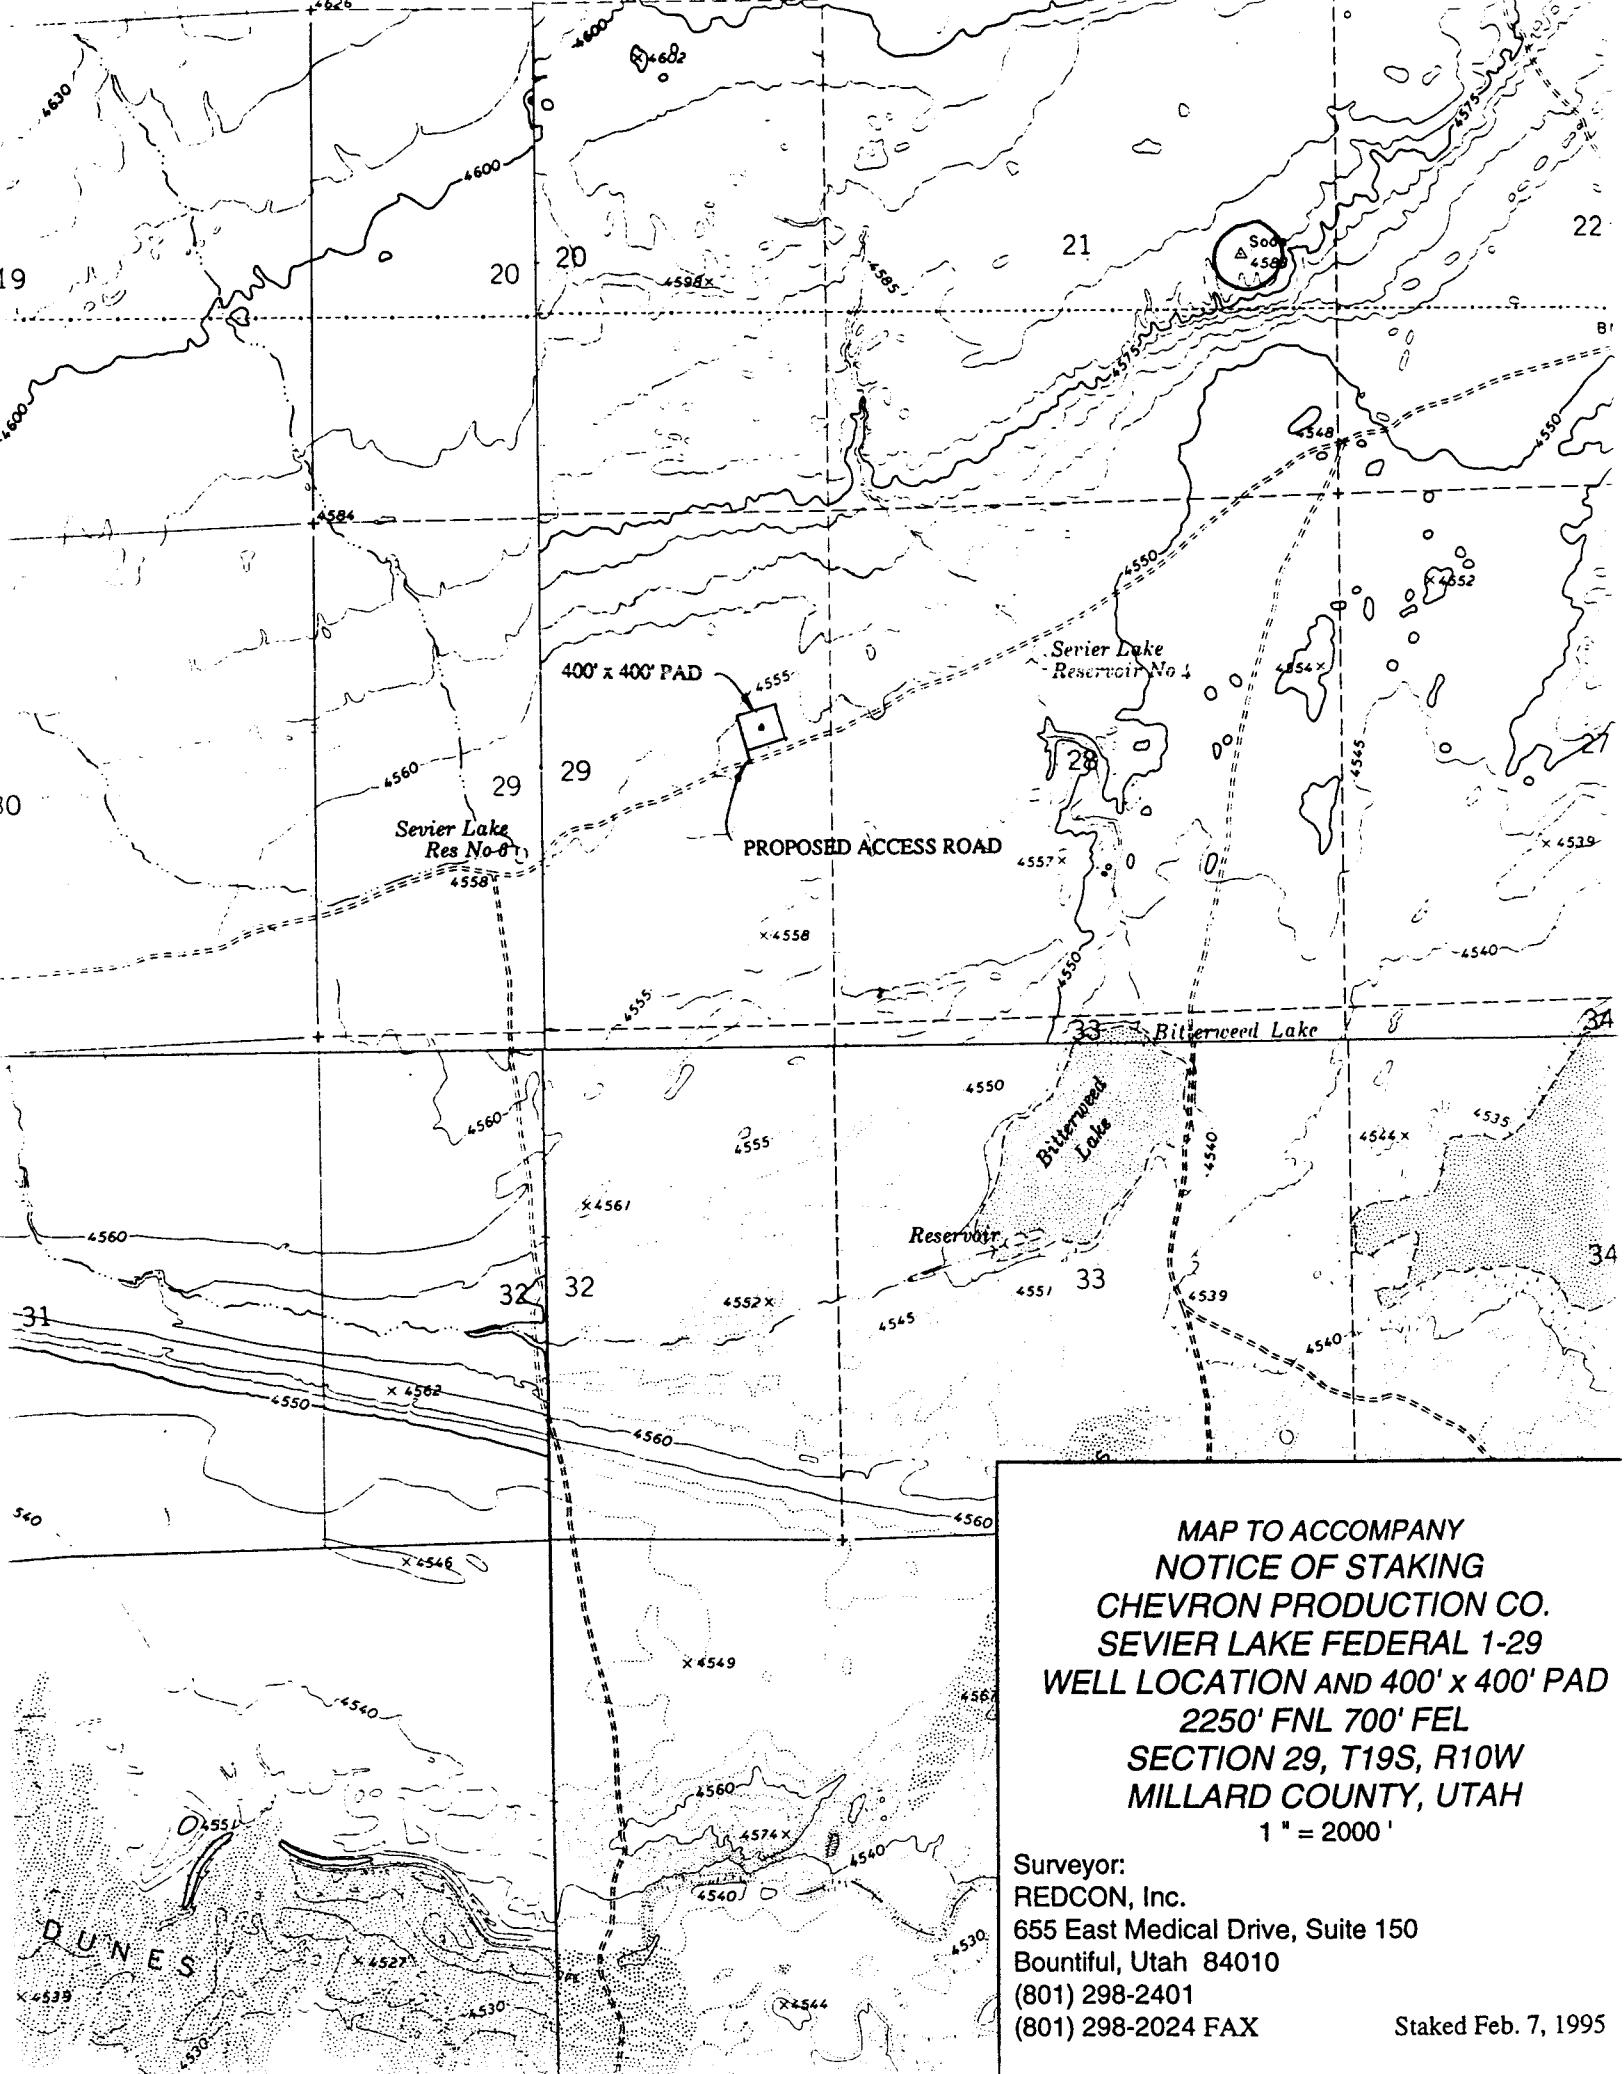 4626
4600
4602
4630
4575
4600
20
20
21
22
19
4598
4585
Soda
4575
4600
4548
4550
4584
4550
4552
Sevier Lake
Reservoir No 4
4554
400' x 400' PAD
4555
4560
29
29
28
27
4545
30
Sevier Lake
Res No 6
PROPOSED ACCESS ROAD
4557
4539
4558
4558
4550
4540
4555
33
Bitterweed Lake
34
4550
4560
4555
Bitterweed
Lake
4540
4544
4535
4561
4560
Reservoir
34
32
32
4552
4551
33
4539
31
4545
4540
4562
4550
4560
540
4560
4546
MAP TO ACCOMPANY
NOTICE OF STAKING
CHEVRON PRODUCTION CO.
SEVIER LAKE FEDERAL 1-29
WELL LOCATION AND 400' x 400' PAD
2250' FNL 700' FEL
SECTION 29, T19S, R10W
MILLARD COUNTY, UTAH
1 " = 2000 '
4549
4540
4560
4551
4574
4540
4540
DUNES
4527
4530
4539
4530
4544
4530
Surveyor:
REDCON, Inc.
655 East Medical Drive, Suite 150
Bountiful, Utah 84010
(801) 298-2401
(801) 298-2024 FAX
Staked Feb. 7, 1995